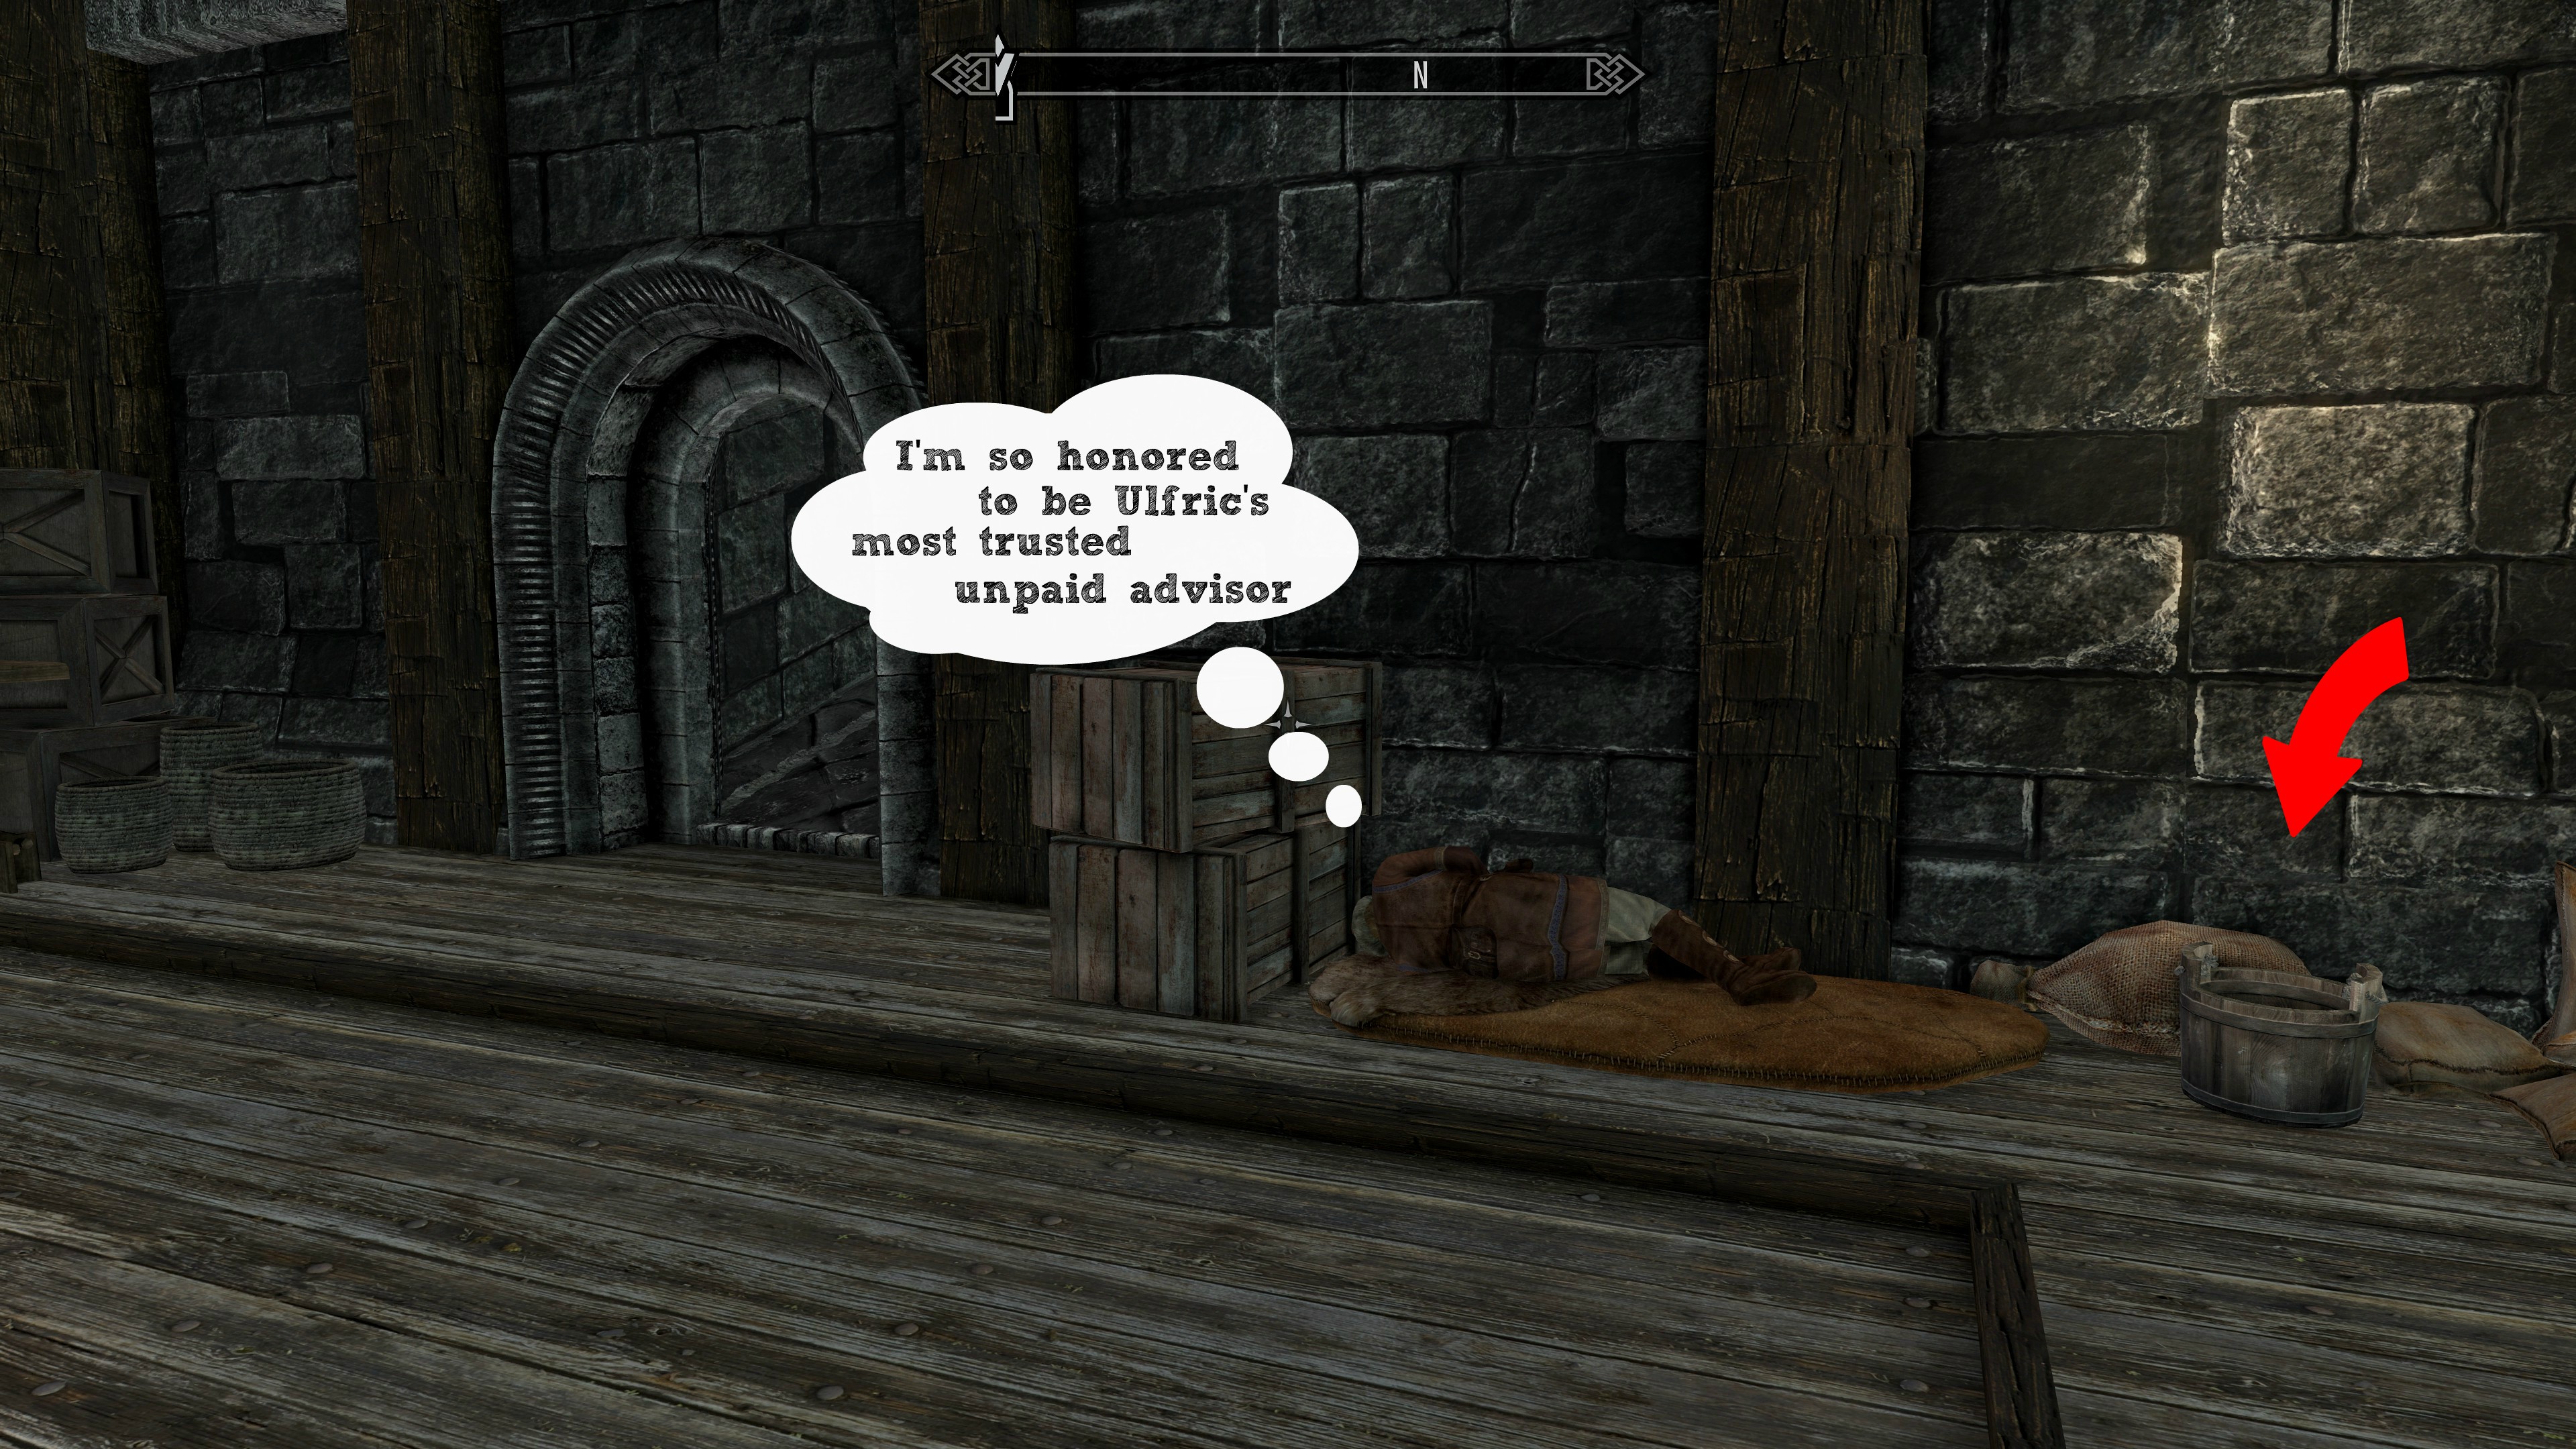 N
I'm so honored
to be Ulfric's
most trusted
unpaid advisor